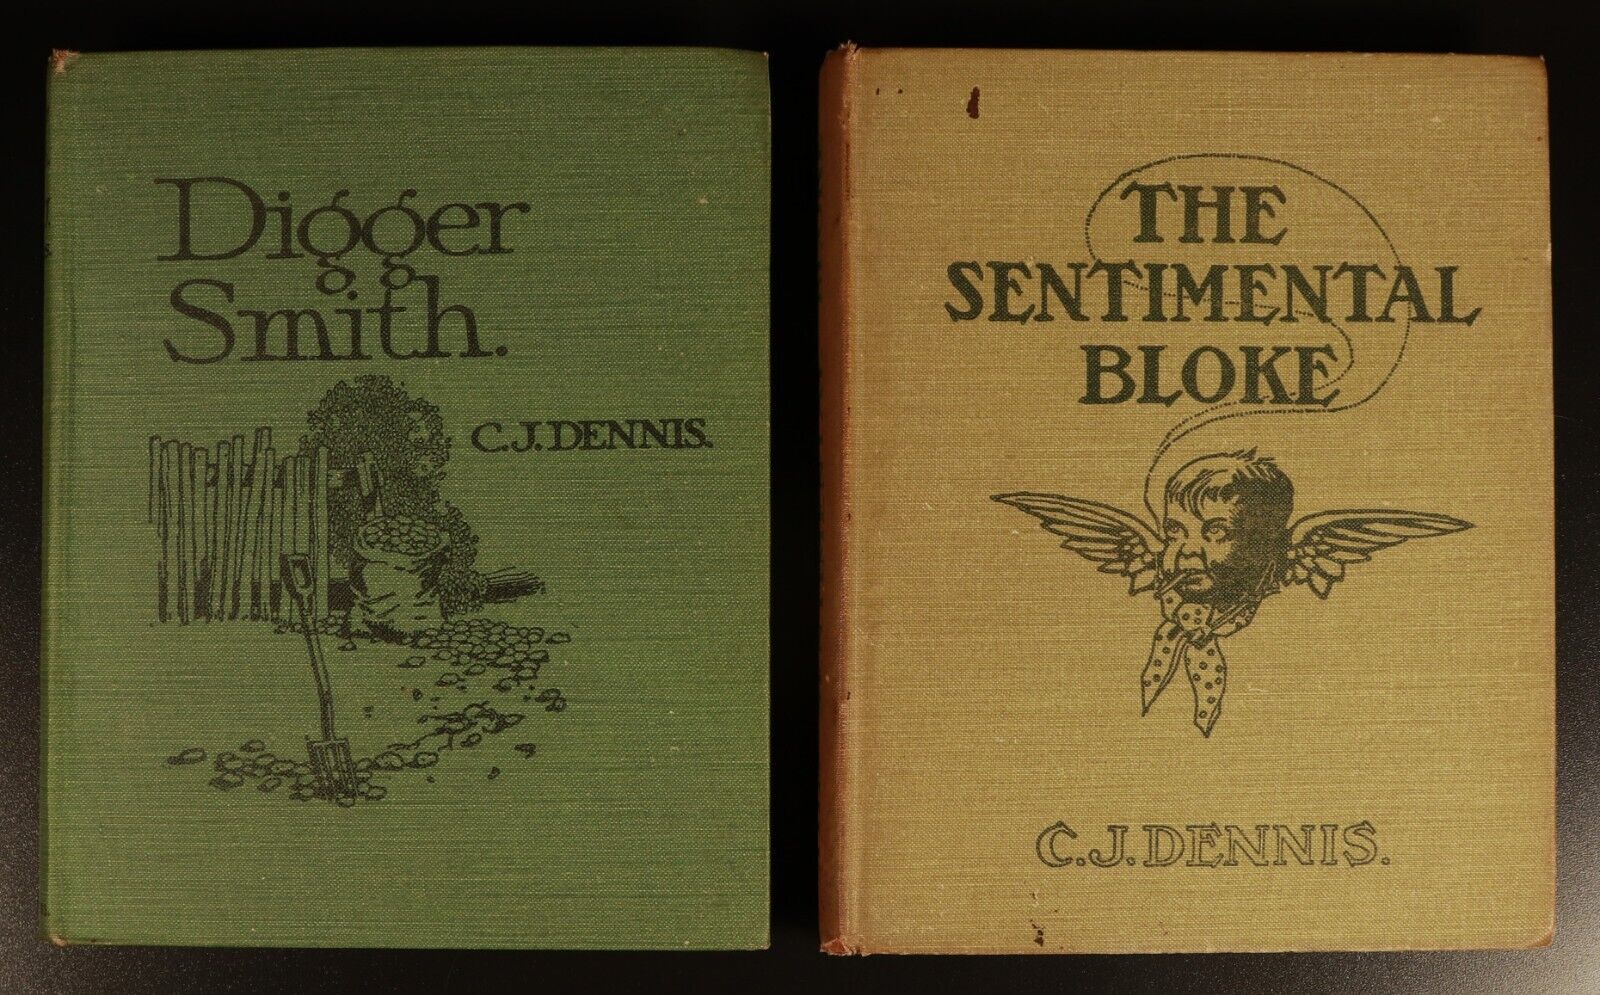 Digger
Smith.
C.J. DENNIS.
THE
SENTIMENTAL
BLOKE
C.J. DENNIS.